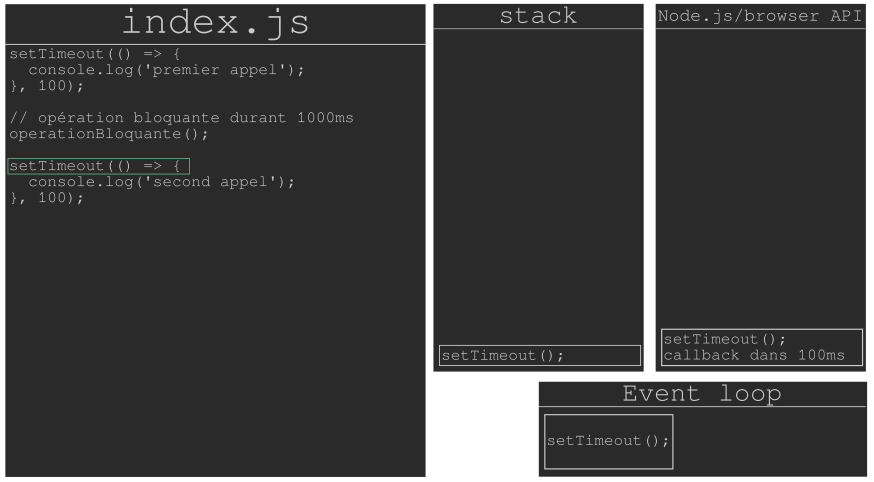 index.js
setTimeout(() => {
  console.log('premier appel');
}, 100);
// opération bloquante durant 1000ms
operationBloquante();
setTimeout(() => {
  console.log('second appel');
}, 100);
stack
setTimeout();
Node.js/browser API
setTimeout();
callback dans 100ms
Event loop
setTimeout();